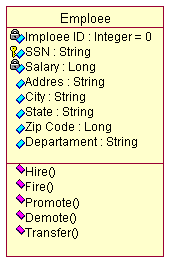 Emploee
Imploee ID : Integer = 0
SSN : String
Salary : Long
Addres : String
City : String
State : String
Zip Code : Long
Departament : String
Hire()
Fire()
Promote()
Demote()
Transfer()